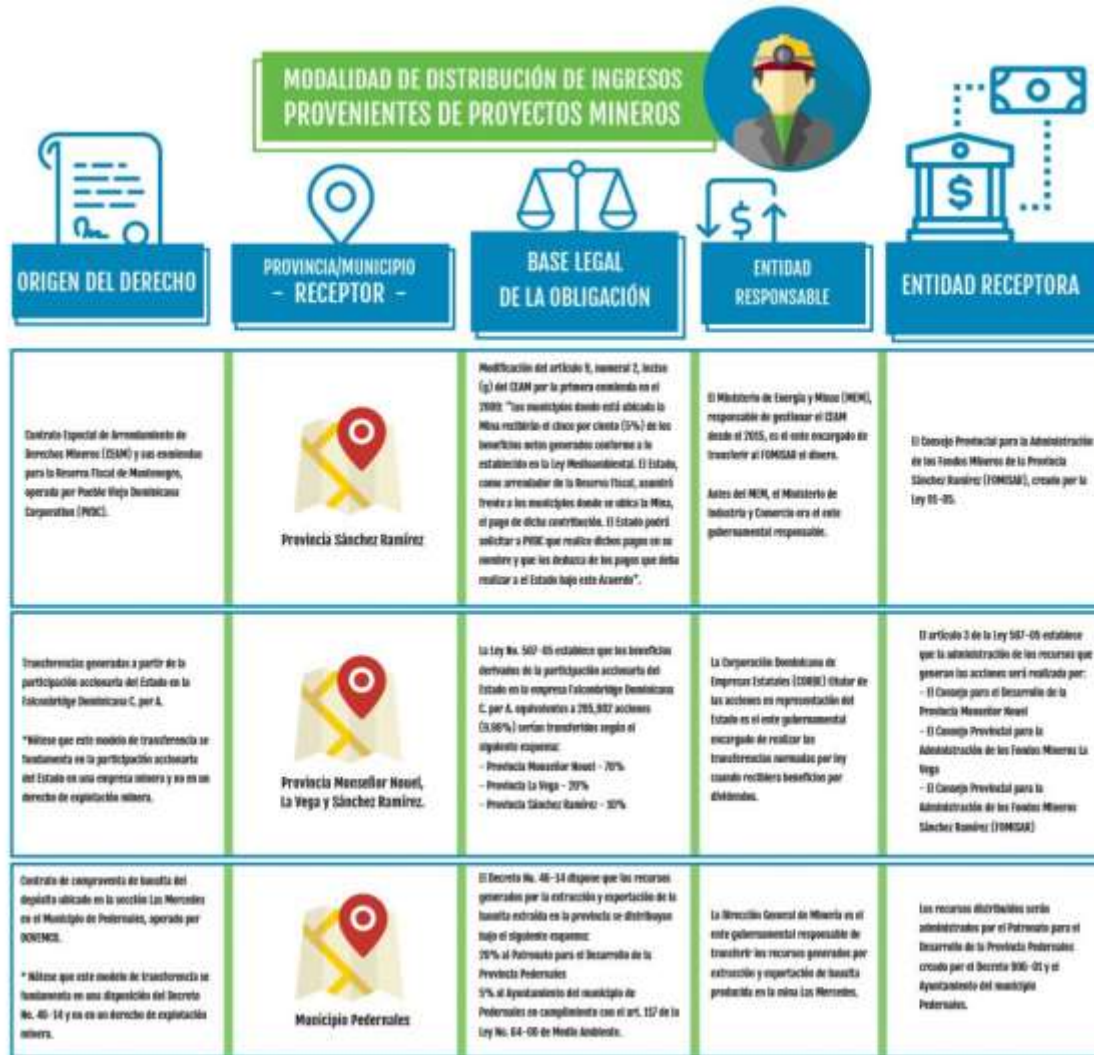 MODALIDAD DE DISTRIBUCIÓN DE INGRESOS
PROVENIENTES DE PROYECTOS MINEROS
ORIGEN DEL DERECHO
PROVINCIA/MUNICIPIO
- RECEPTOR -
BASE LEGAL
DE LA OBLIGACIÓN
ENTIDAD
RESPONSABLE
ENTIDAD RECEPTORA
Contrato Especial de Arrendamiento de
Derechos Mineros (CEAM) y sus enmiendas
para la Reserva Fiscal de Montenegro,
operada por Pueblo Viejo Dominicana
Corporation (PVDC).
Provincia Sánchez Ramírez
Modificación del artículo 9, numeral 2, inciso
(g) del CEAM por la primera enmienda en el
2009: "Los municipios donde está ubicada la
Mina recibirán el cinco por ciento (5%) de los
beneficios netos generados conforme a lo
establecido en la Ley Medioambiental. El Estado,
como arrendador de la Reserva Fiscal, asumirá
frente a los municipios donde se ubica la Mina,
el pago de dicha contribución. El Estado podrá
solicitar a PVDC que realice dichos pagos en su
nombre y que los deduzca de los pagos que deba
realizar a el Estado bajo este Acuerdo".
El Ministerio de Energía y Minas (MEM),
responsable de gestionar el CEAM
desde el 2015, es el ente encargado de
transferir al FOMISAR el dinero.
Antes del MEM, el Ministerio de
Industria y Comercio era el ente
gubernamental responsable.
El Consejo Provincial para la Administración
de los Fondos Mineros de la Provincia
Sánchez Ramírez (FOMISAR), creado por la
Ley 91-05.
Transferencias generadas a partir de la
participación accionaria del Estado en la
Falconbridge Dominicana C. por A.
*Nótese que este modelo de transferencia se
fundamenta en la participación accionaria
del Estado en una empresa minera y no en un
derecho de explotación minera.
Provincia Monseñor Nouel,
La Vega y Sánchez Ramírez.
La Ley No. 507-05 establece que los beneficios
derivados de la participación accionaria del
Estado en la empresa Falconbridge Dominicana
C. por A. equivalentes a acciones
serían transferidos según el
siguiente esquema:
- Provincia Monseñor Nouel - 70%
- Provincia La Vega - 20%
- Provincia Sánchez Ramírez - 10%
La Corporación Dominicana de
Empresas Estatales (CORDE) titular de
las acciones en representación del
Estado es el ente gubernamental
encargado de realizar las
transferencias normadas por ley
cuando recibiera beneficios por
dividendos.
El artículo 3 de la Ley 507-05 establece
que la administración de los recursos que
generan las acciones será realizada por:
- El Consejo para el Desarrollo de la
Provincia Monseñor Nouel
- El Consejo Provincial para la
Administración de los Fondos Mineros La
Vega
- El Consejo Provincial para la
Administración de los Fondos Mineros
Sánchez Ramírez (FOMISAR)
Contrato de compraventa de bauxita del
depósito ubicado en la sección Las Mercedes
en el Municipio de Pedernales, operado por
DOVEMCO.
* Nótese que este modelo de transferencia se
fundamenta en una disposición del Decreto
No. 46-14 y no en un derecho de explotación
minera.
Municipio Pedernales
El Decreto No. 46-14 dispone que los recursos
generados por la extracción y exportación de la
bauxita extraída en la provincia se distribuyan
bajo el siguiente esquema:
20% al Patronato para el Desarrollo de la
Provincia Pedernales
5% al Ayuntamiento del municipio de
Pedernales en cumplimiento con el art. 117 de la
Ley No. 64-00 de Medio Ambiente.
La Dirección General de Minería es el
ente gubernamental responsable de
transferir los recursos generados por
extracción y exportación de bauxita
producida en la mina Las Mercedes.
Los recursos distribuidos serán
administrados por el Patronato para el
Desarrollo de la Provincia Pedernales
creado por el Decreto 906-01 y el
Ayuntamiento del municipio
Pedernales.